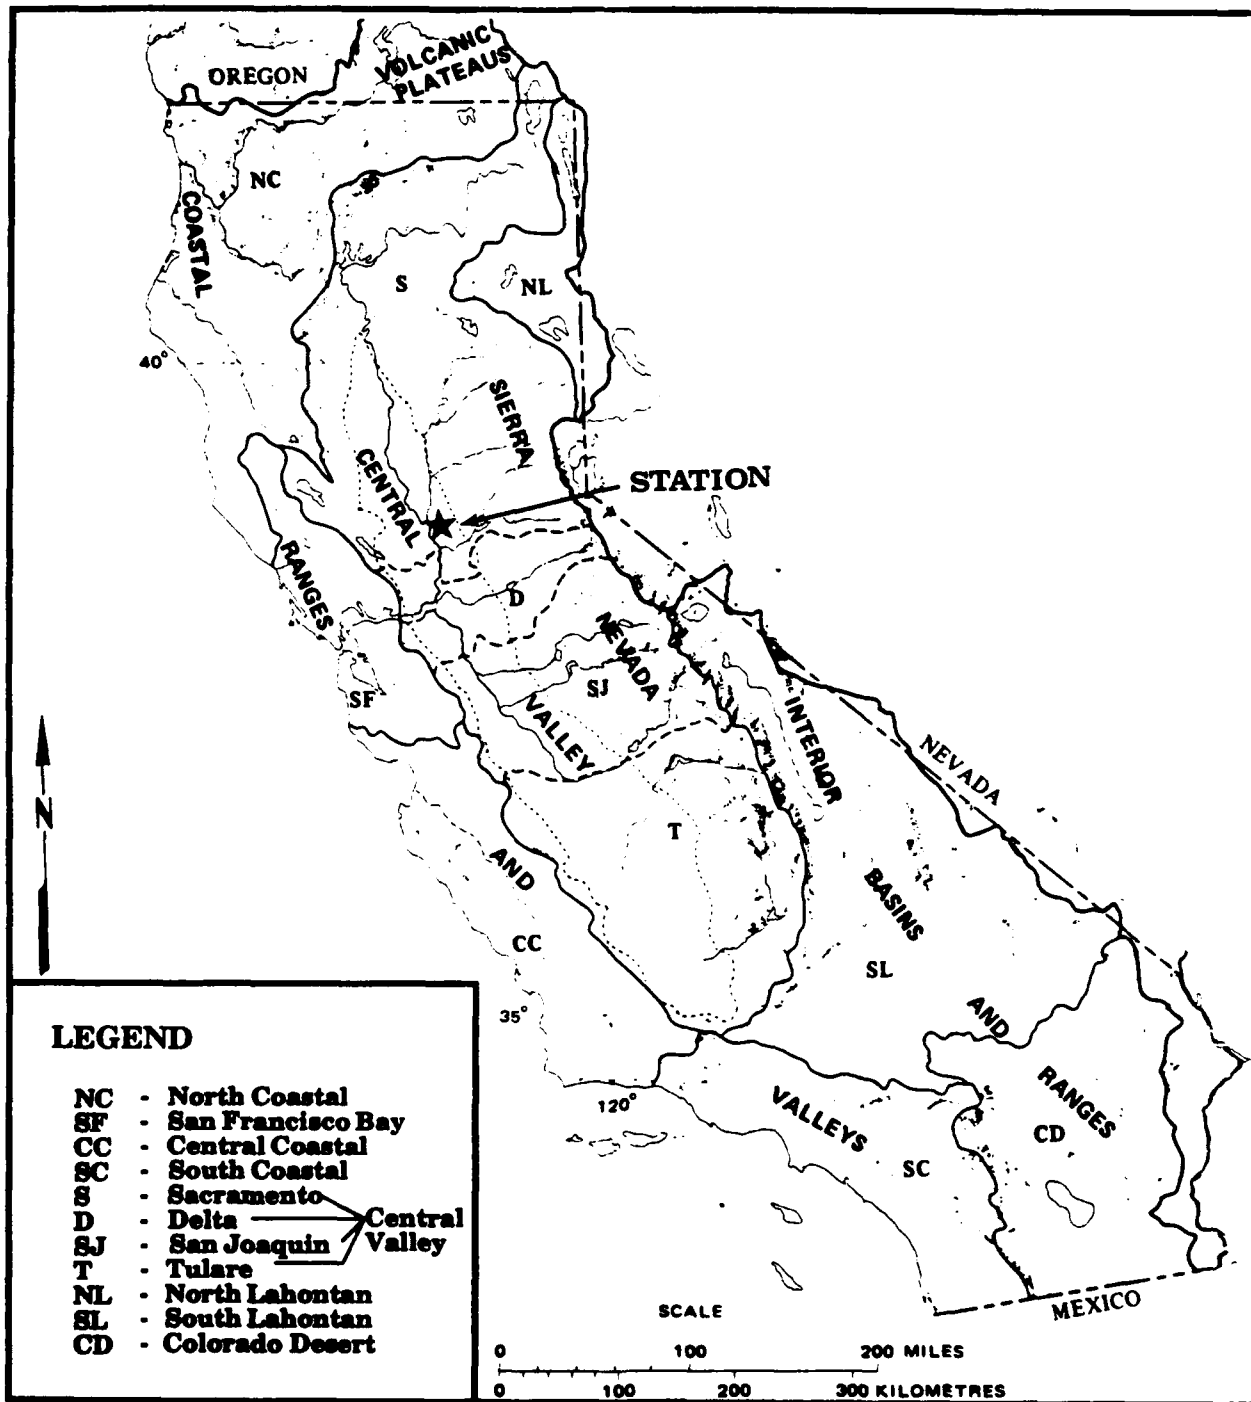 OREGON
VOLCANIC
PLATEAUS
NC
COASTAL
S
NL
40°
SIERRA
CENTRAL
STATION
RANGES
D
NEVADA
SJ
SF
VALLEY
INTERIOR
NEVADA
N
T
AND
BASINS
CC
SL
35°
AND
RANGES
120°
VALLEYS
CD
SC
MEXICO
LEGEND
NC - North Coastal
SF - San Francisco Bay
CC - Central Coastal
SC - South Coastal
S - Sacramento
D - Delta Central
SJ - San Joaquin Valley
T - Tulare
NL - North Lahontan
SL - South Lahontan
CD - Colorado Desert
SCALE
0 100 200 MILES
0 100 200 300 KILOMETRES